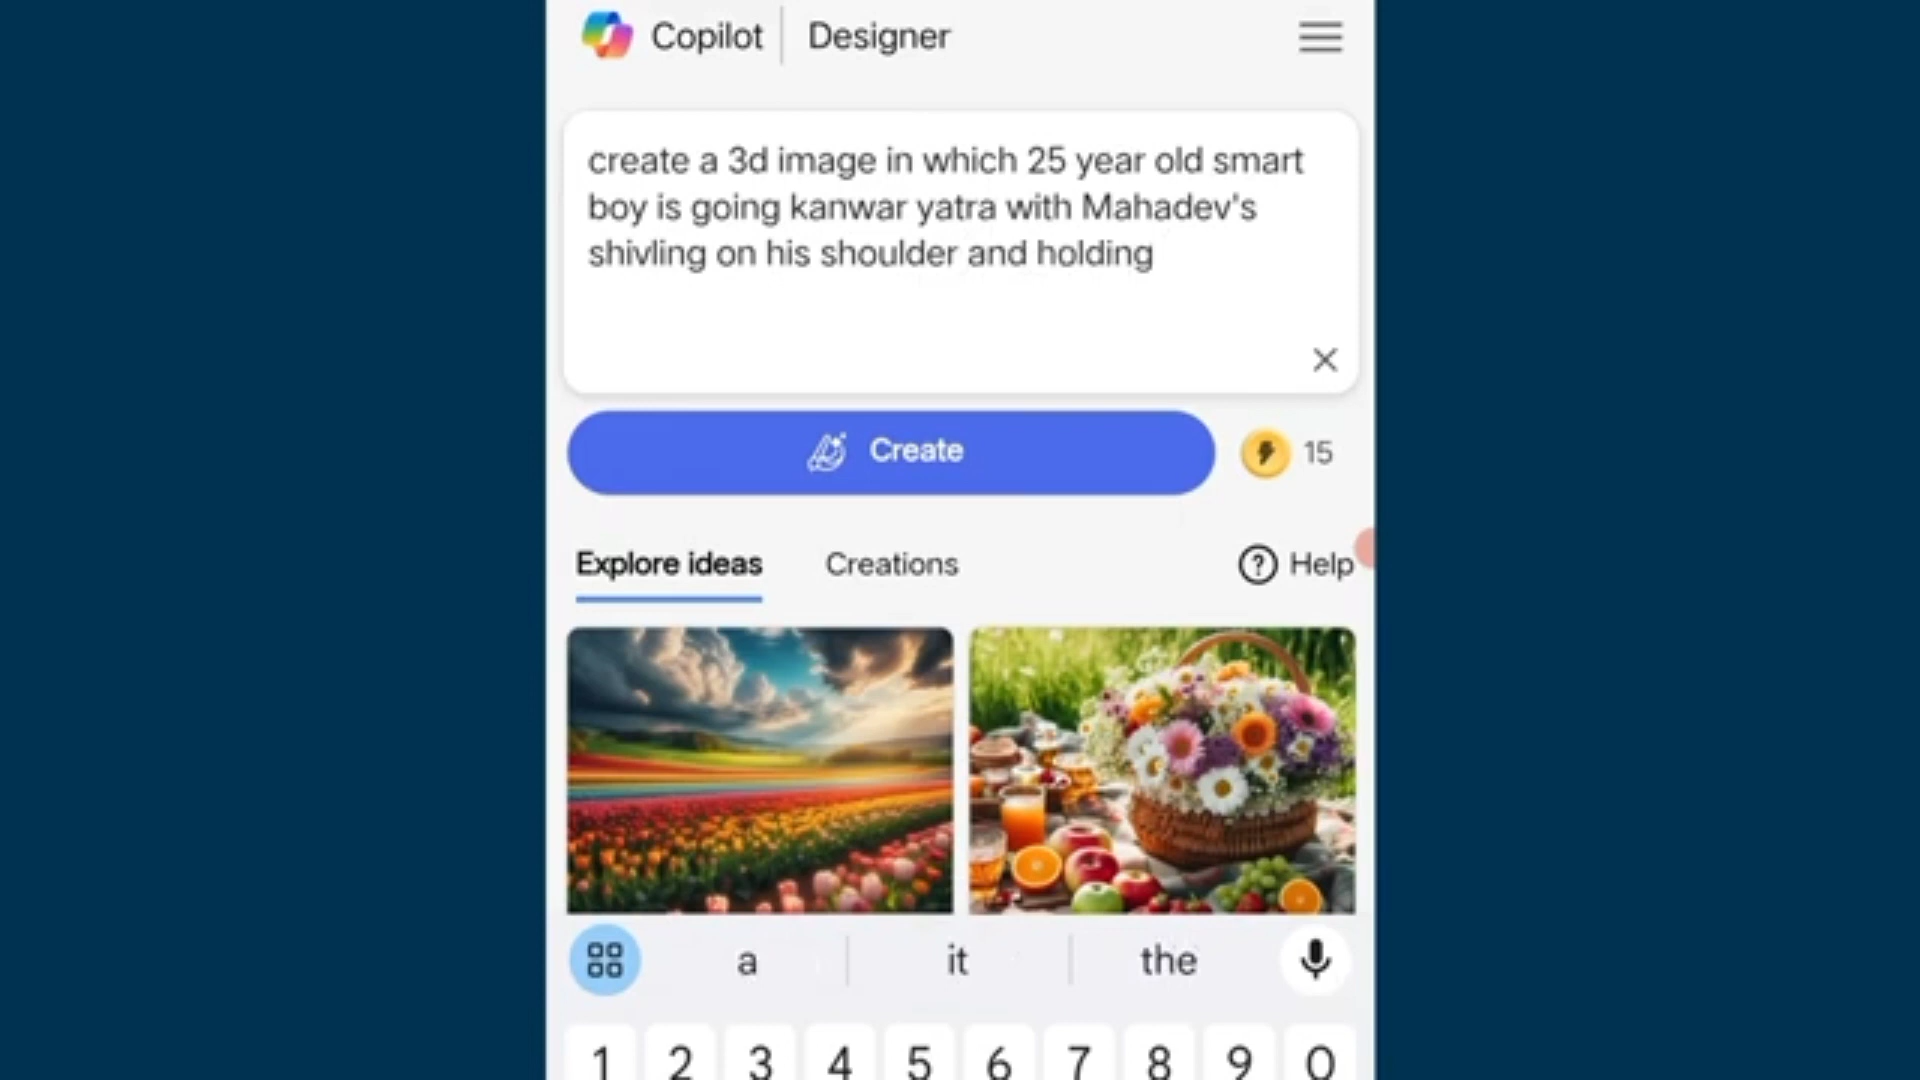 Copilot Designer
create a 3d image in which 25 year old smart
boy is going kanwar yatra with Mahadev's
shivling on his shoulder and holding
Create 15
Explore ideas Creations Help
a it the
1 2 3 4 5 6 7 8 9 0